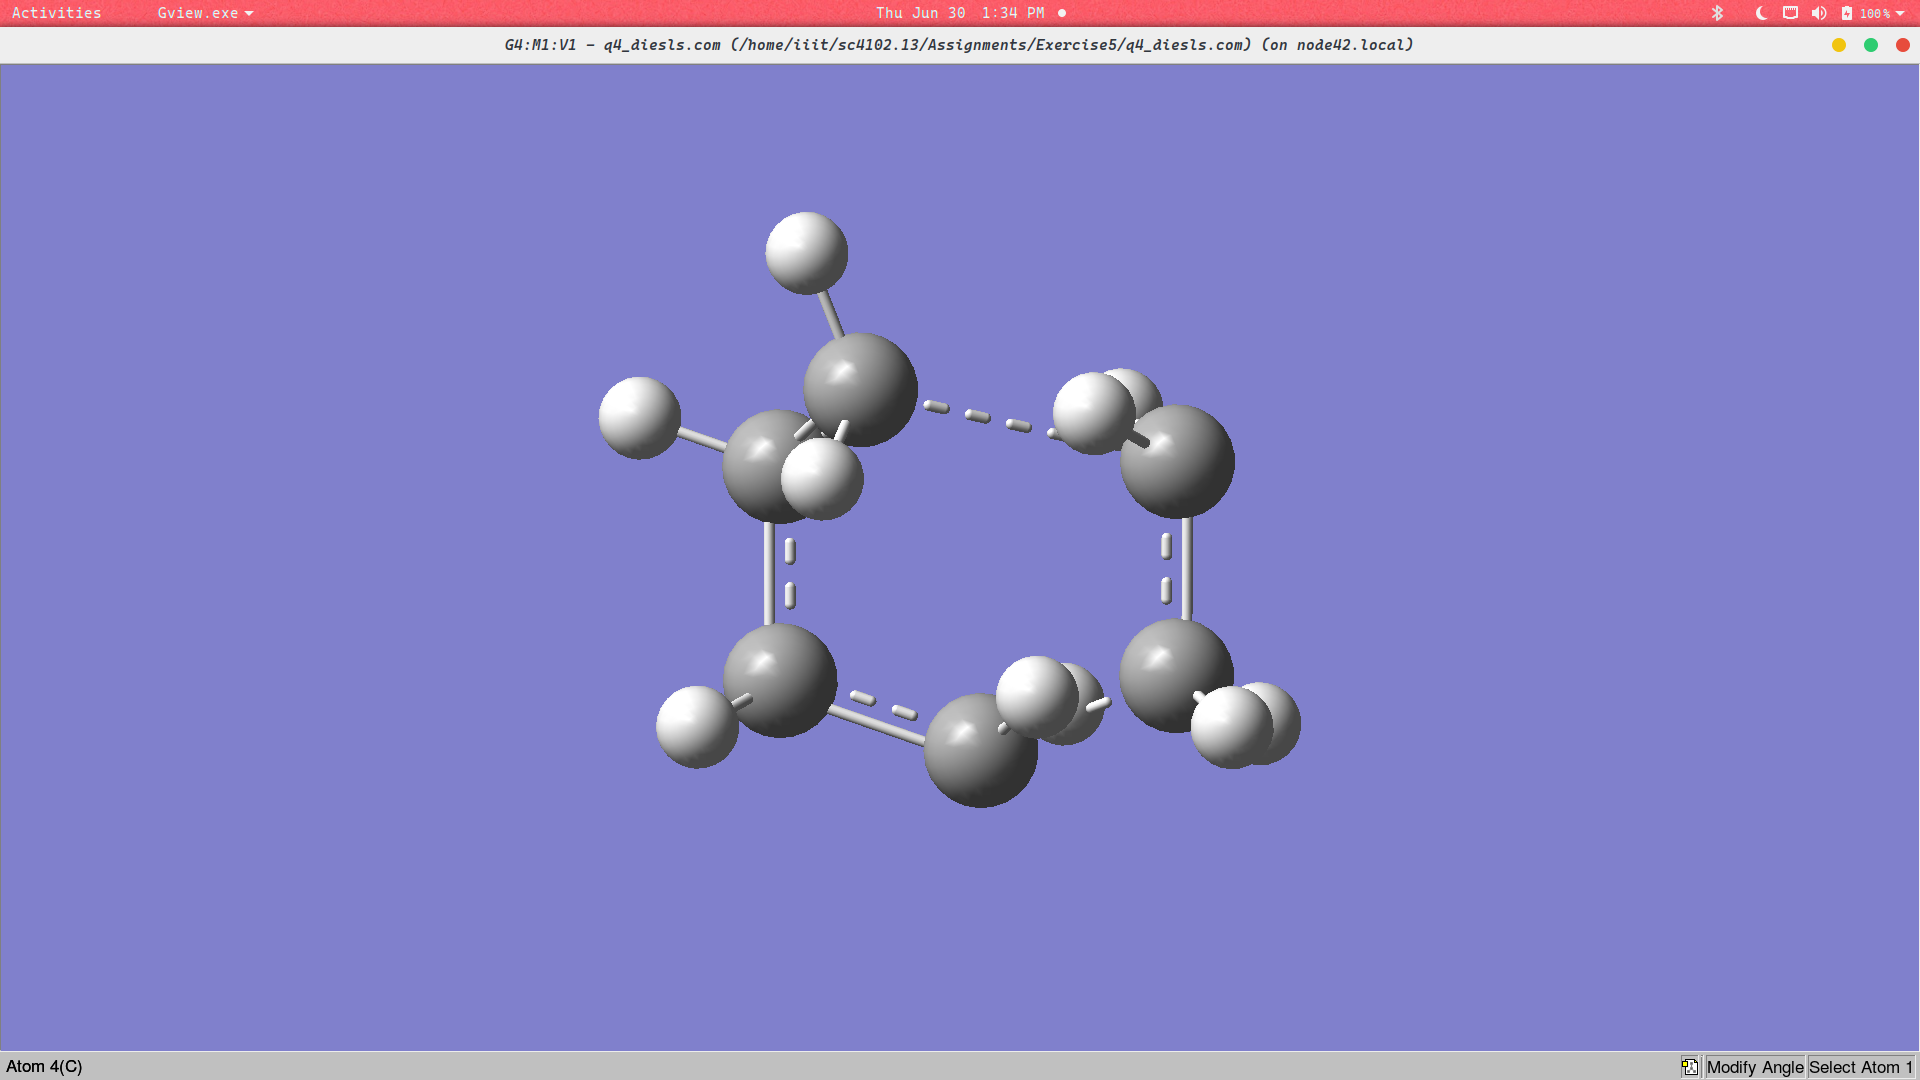 Activities Gview.exe Thu Jun 30 1:34 PM 100%
G4:M1:V1 - q4_diesls.com (/home/iiit/sc4102.13/Assignments/Exercise5/q4_diesls.com) (on node42.local)
Atom 4(C) Modify Angle Select Atom 1